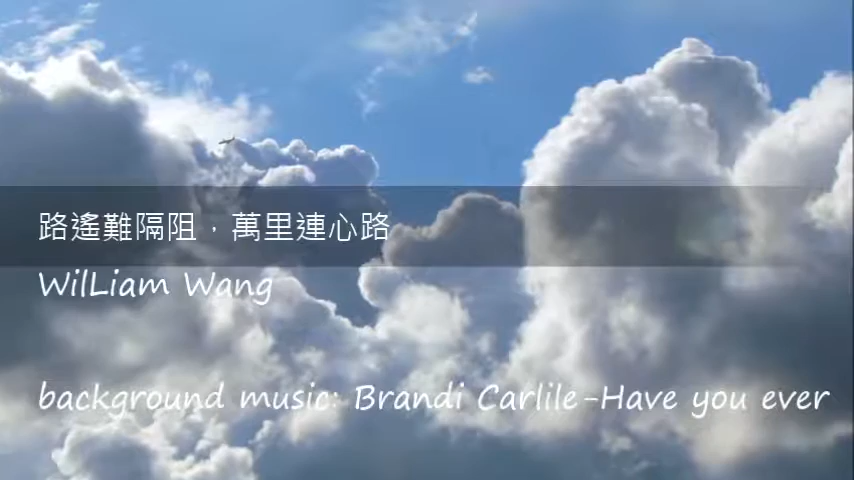 路遙難隔阻，萬里連心路
WilLiam Wang
background music: Brandi Carlile-Have you ever